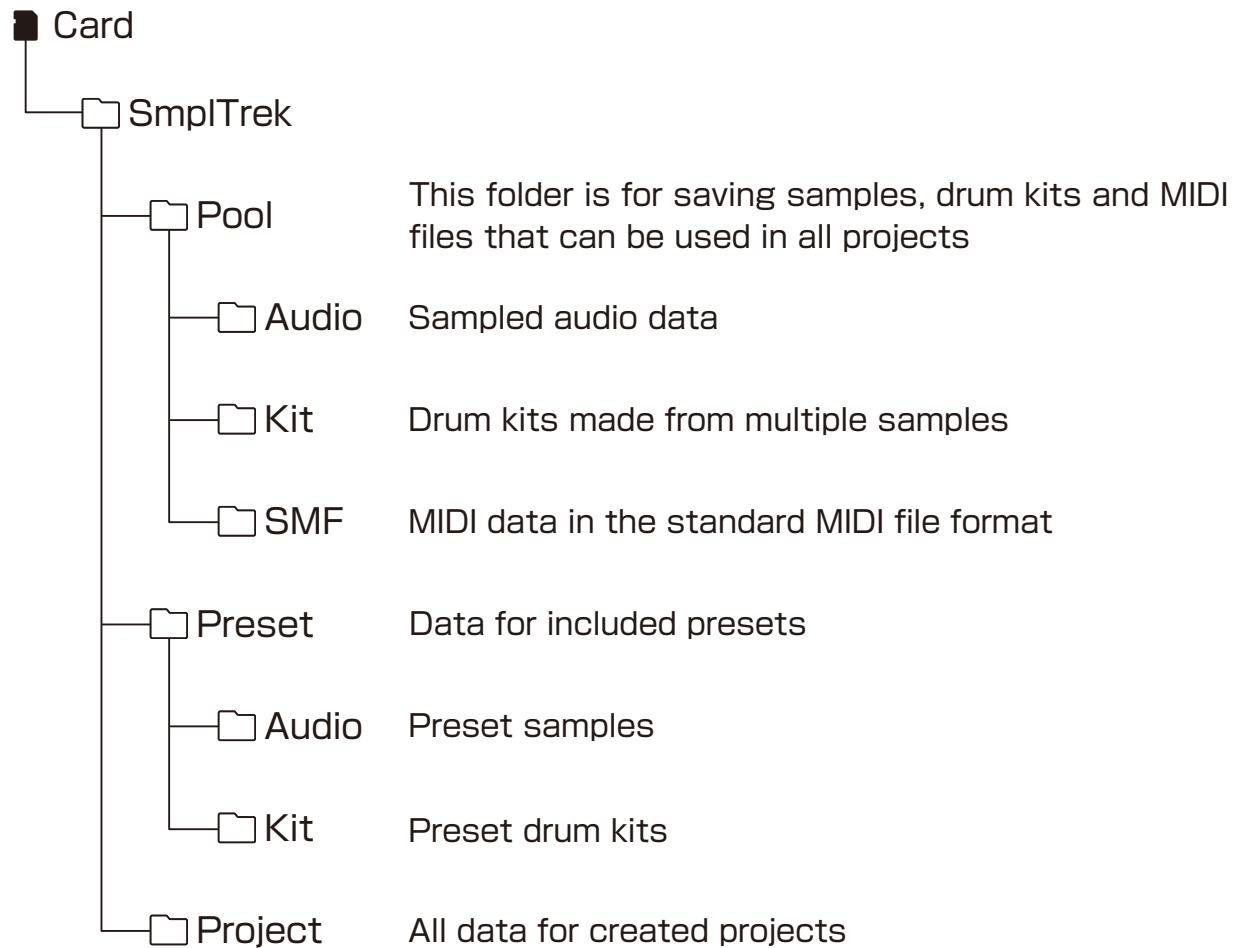 Card
SmplTrek
Pool
This folder is for saving samples, drum kits and MIDI
files that can be used in all projects
Audio Sampled audio data
Kit Drum kits made from multiple samples
SMF MIDI data in the standard MIDI file format
Preset Data for included presets
Audio Preset samples
Kit Preset drum kits
Project All data for created projects